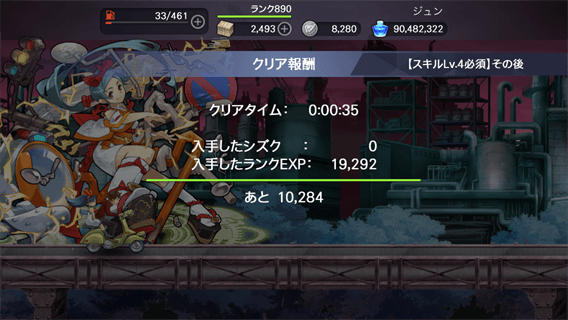 33/461
ランク890
2,493
8,280
ジュン
90,482,322
クリア報酬
【スキルLv.4必須】その後
クリアタイム： 0:00:35
入手したシズク ： 0
入手したランクEXP： 19,292
あと 10,284